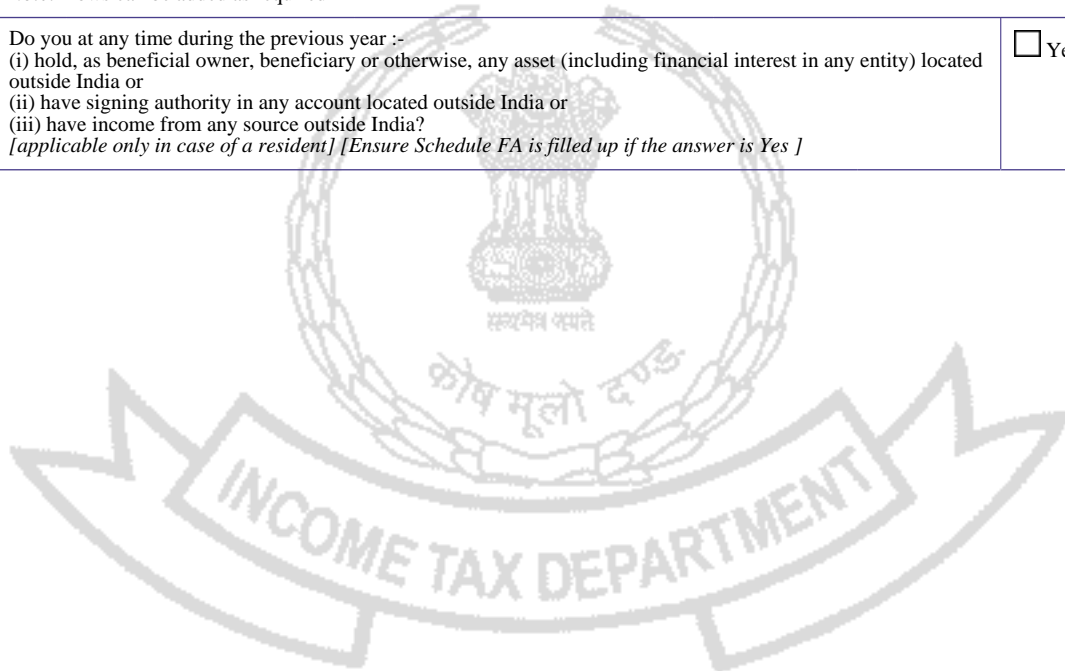 Do you at any time during the previous year :-
(i) hold, as beneficial owner, beneficiary or otherwise, any asset (including financial interest in any entity) located
outside India or
(ii) have signing authority in any account located outside India or
(iii) have income from any source outside India?
[applicable only in case of a resident] [Ensure Schedule FA is filled up if the answer is Yes ]
Ye
सत्यमेव जयते
कोष मूलो दण्ड
INCOME TAX DEPARTMENT